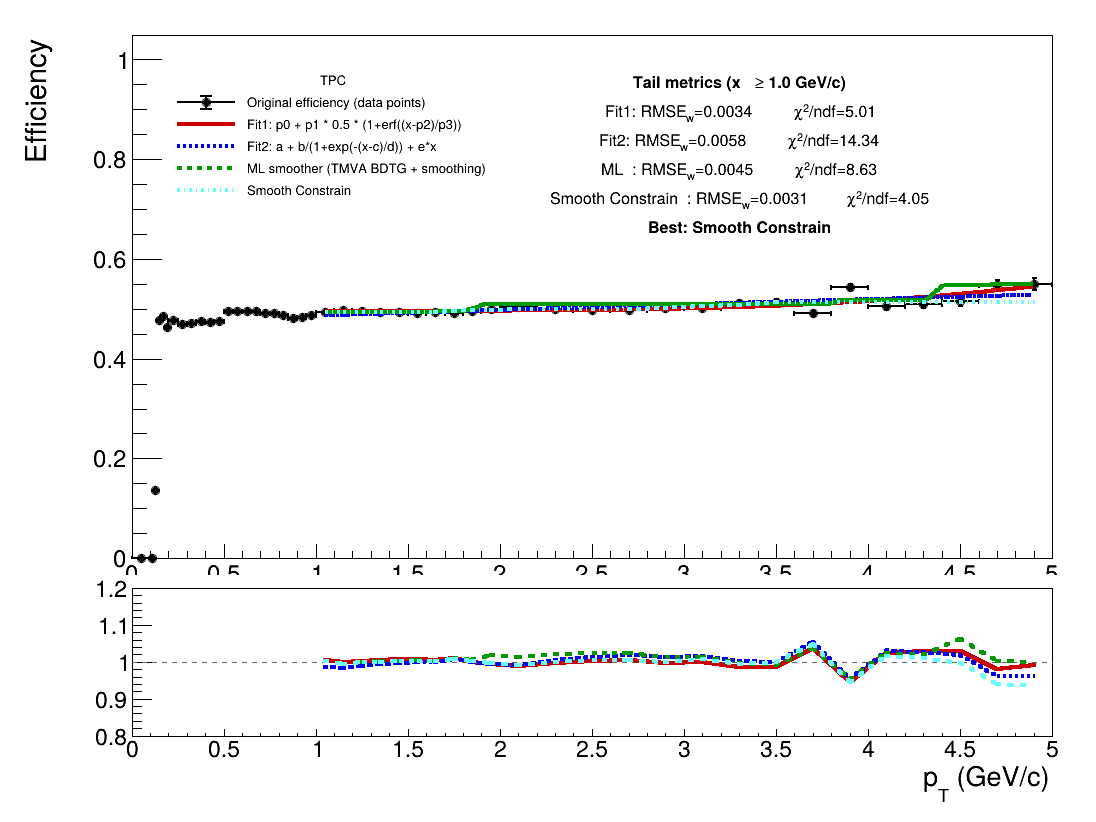 Efficiency
1
0.8
0.6
0.4
0.2
0
TPC
Original efficiency (data points)
Fit1: p0 + p1 * 0.5 * (1+erf((x-p2)/p3))
Fit2: a + b/(1+exp(-(x-c)/d)) + e*x
ML smoother (TMVA BDTG + smoothing)
Smooth Constrain
Tail metrics (x ≥ 1.0 GeV/c)
Fit1: RMSEw=0.0034 χ²/ndf=5.01
Fit2: RMSEw=0.0058 χ²/ndf=14.34
ML : RMSEw=0.0045 χ²/ndf=8.63
Smooth Constrain : RMSEw=0.0031 χ²/ndf=4.05
Best: Smooth Constrain
0 0.5 1 1.5 2 2.5 3 3.5 4 4.5 5
1.2
1.1
1
0.9
0.8
0 0.5 1 1.5 2 2.5 3 3.5 4 4.5 5
pT (GeV/c)